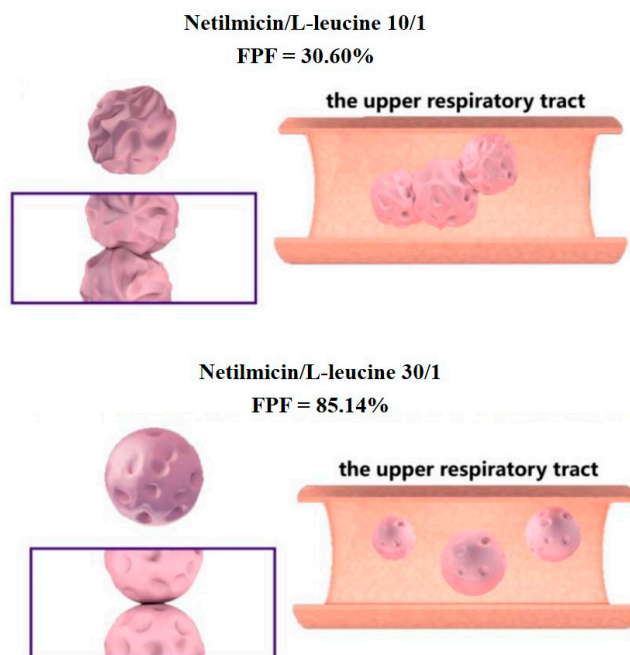 Netilmicin/L-leucine 10/1
FPF = 30.60%
the upper respiratory tract
Netilmicin/L-leucine 30/1
FPF = 85.14%
the upper respiratory tract